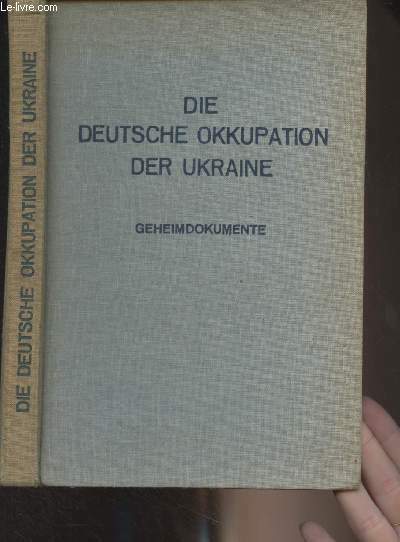 Le-livre.com
DIE
DEUTSCHE OKKUPATION
DER UKRAINE
GEHEIMDOKUMENTE
DIE DEUTSCHE OKKUPATION DER UKRAINE